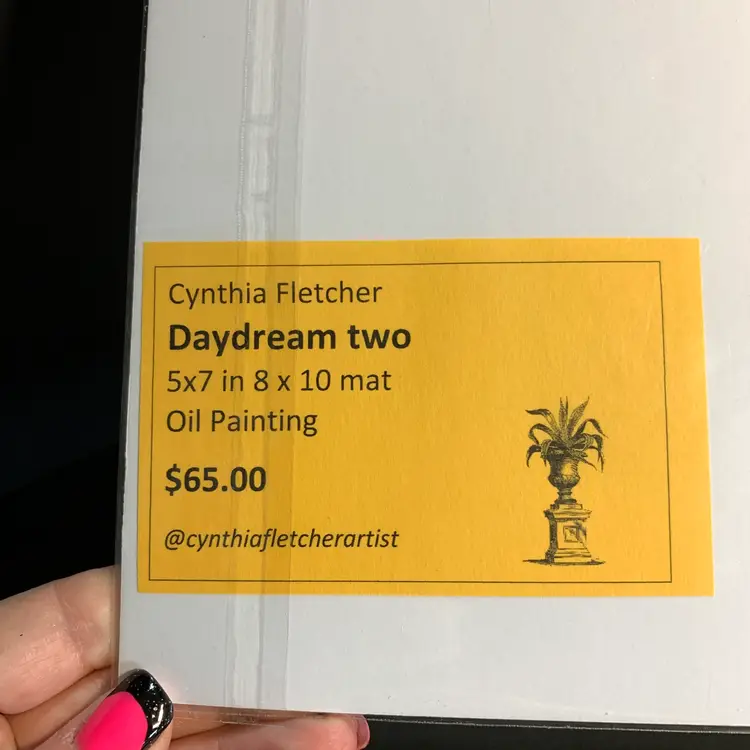 Cynthia Fletcher
Daydream two
5x7 in 8 x 10 mat
Oil Painting
$65.00
@cynthiafletcherartist